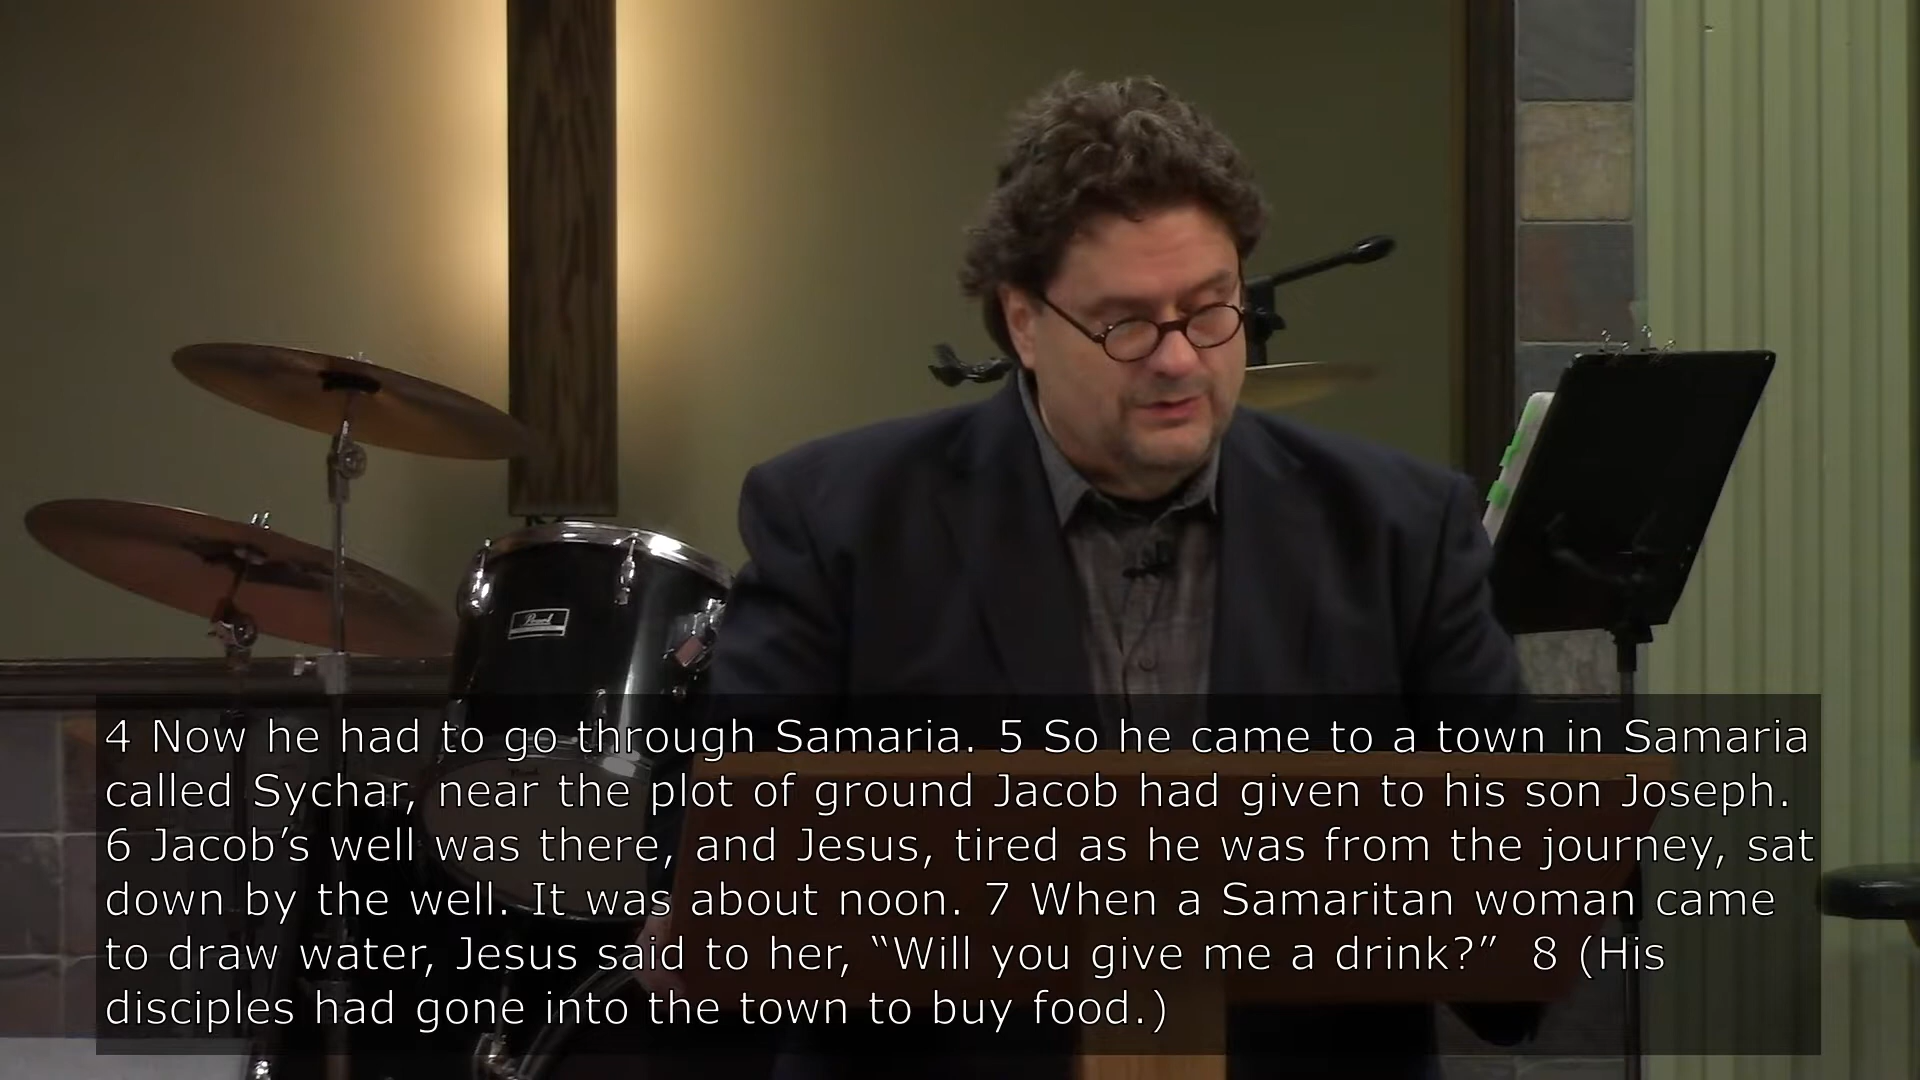 Pearl
4 Now he had to go through Samaria. 5 So he came to a town in Samaria
called Sychar, near the plot of ground Jacob had given to his son Joseph.
6 Jacob’s well was there, and Jesus, tired as he was from the journey, sat
down by the well. It was about noon. 7 When a Samaritan woman came
to draw water, Jesus said to her, “Will you give me a drink?”  8 (His
disciples had gone into the town to buy food.)